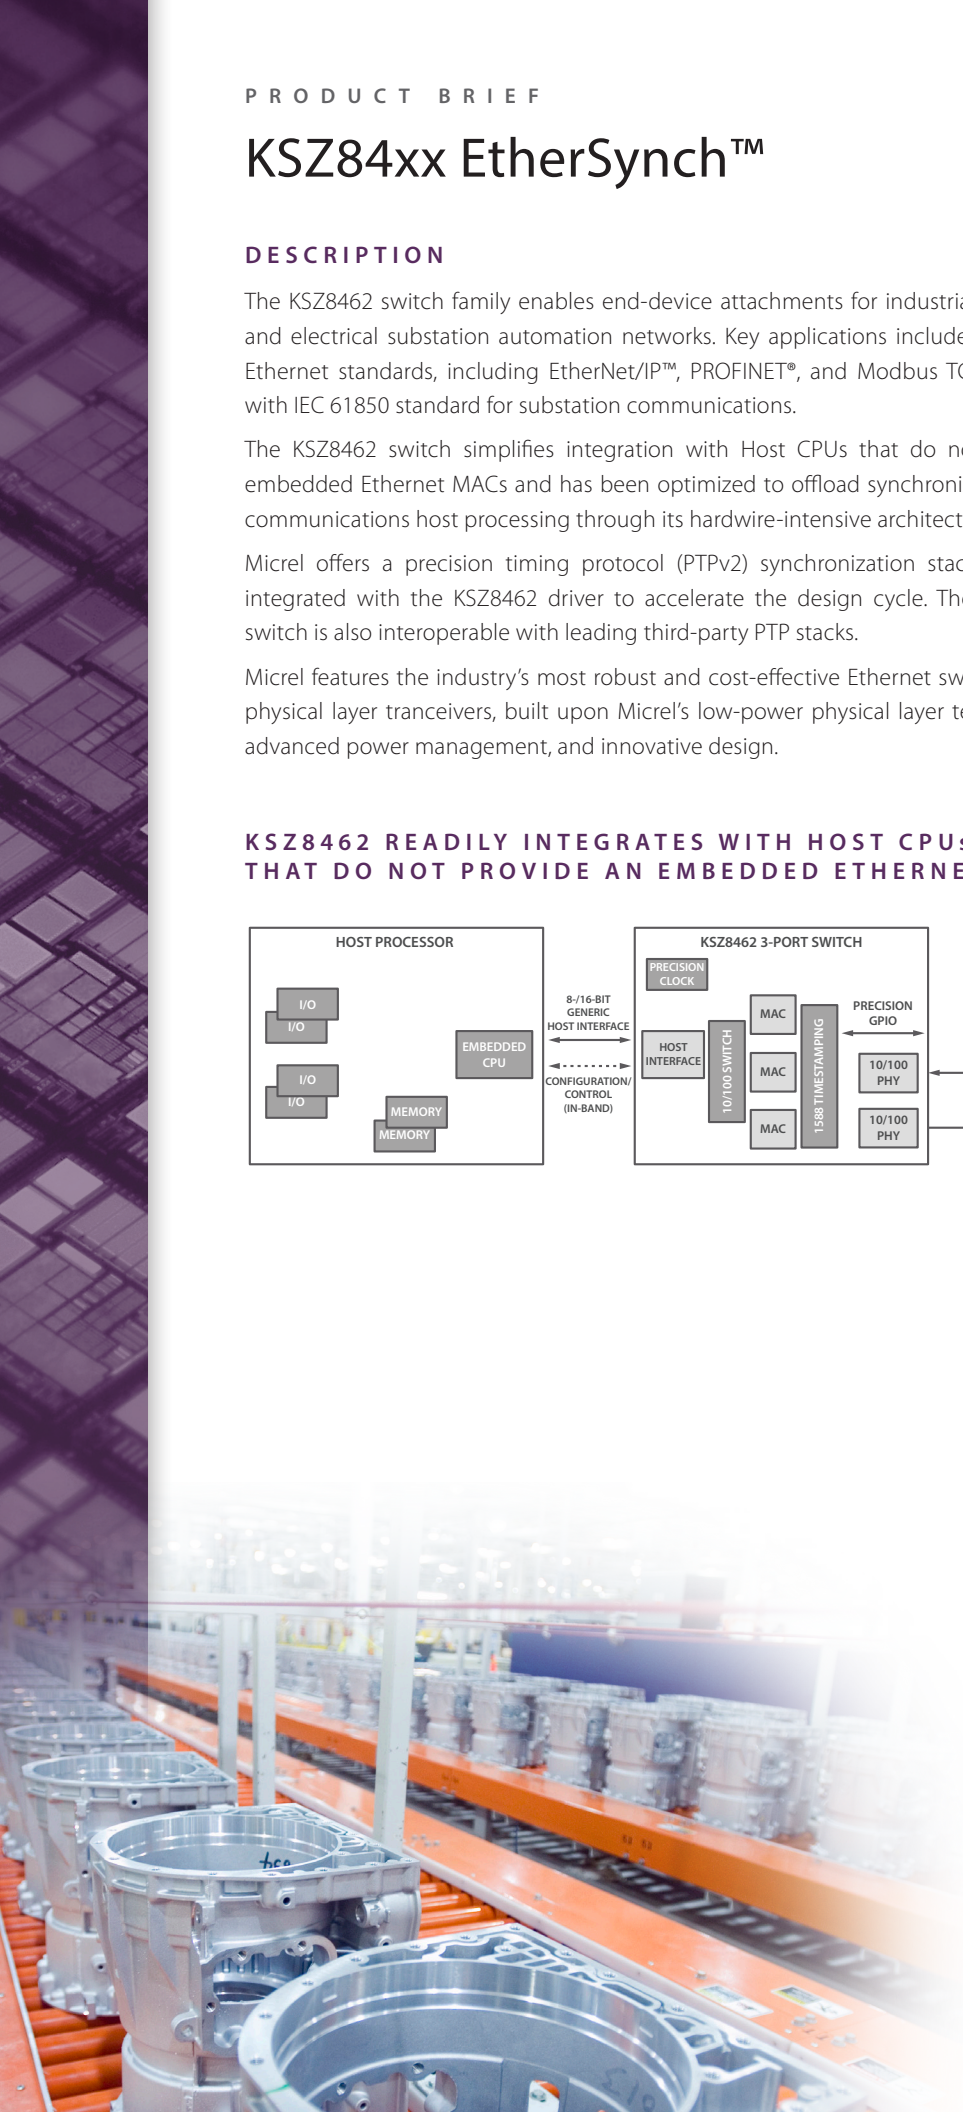 PRODUCT BRIEF
KSZ84xx EtherSynch™
DESCRIPTION
The KSZ8462 switch family enables end-device attachments for industria
and electrical substation automation networks. Key applications include
Ethernet standards, including EtherNet/IP™, PROFINET®, and Modbus TC
with IEC 61850 standard for substation communications.
The KSZ8462 switch simplifies integration with Host CPUs that do n
embedded Ethernet MACs and has been optimized to offload synchroni
communications host processing through its hardwire-intensive architect
Micrel offers a precision timing protocol (PTPv2) synchronization stac
integrated with the KSZ8462 driver to accelerate the design cycle. The
switch is also interoperable with leading third-party PTP stacks.
Micrel features the industry's most robust and cost-effective Ethernet sw
physical layer tranceivers, built upon Micrel's low-power physical layer te
advanced power management, and innovative design.
KSZ8462 READILY INTEGRATES WITH HOST CPUs
THAT DO NOT PROVIDE AN EMBEDDED ETHERNE
HOST PROCESSOR
I/O
I/O
I/O
I/O
EMBEDDED
CPU
MEMORY
MEMORY
8-/16-BIT
GENERIC
HOST INTERFACE
CONFIGURATION/
CONTROL
(IN-BAND)
KSZ8462 3-PORT SWITCH
PRECISION
CLOCK
HOST
INTERFACE
10/100 SWITCH
MAC
MAC
MAC
1588 TIMESTAMPING
PRECISION
GPIO
10/100
PHY
10/100
PHY